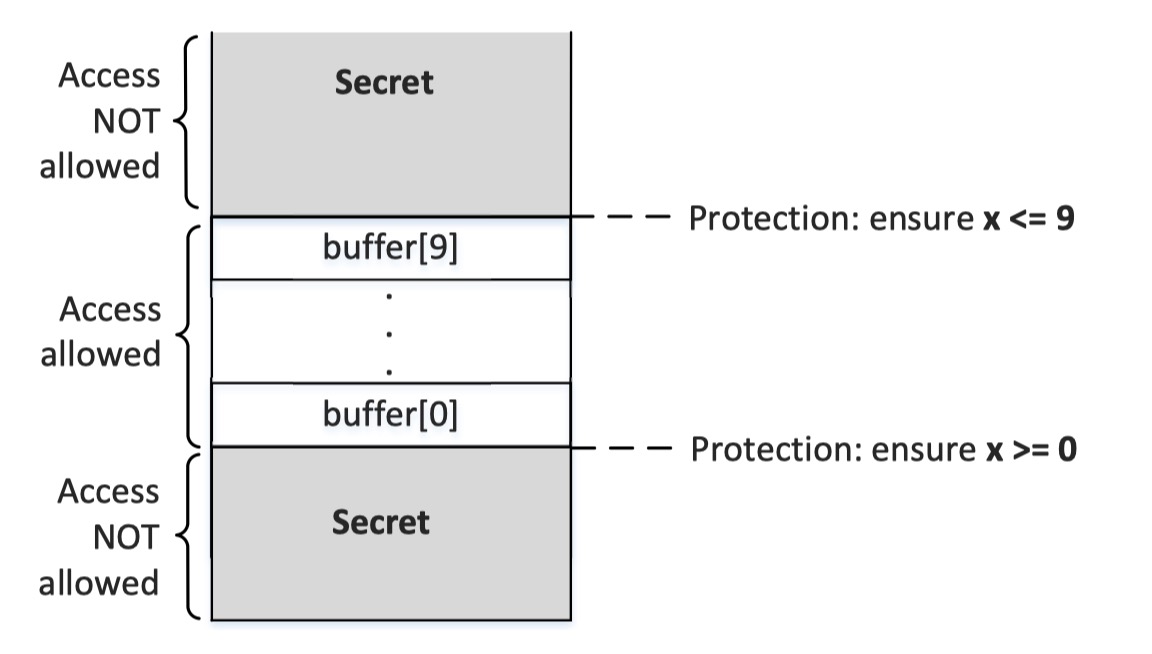 Access
NOT
allowed
Secret
Protection: ensure x <= 9
buffer[9]
Access
allowed
.
.
.
buffer[0]
Protection: ensure x >= 0
Access
NOT
allowed
Secret